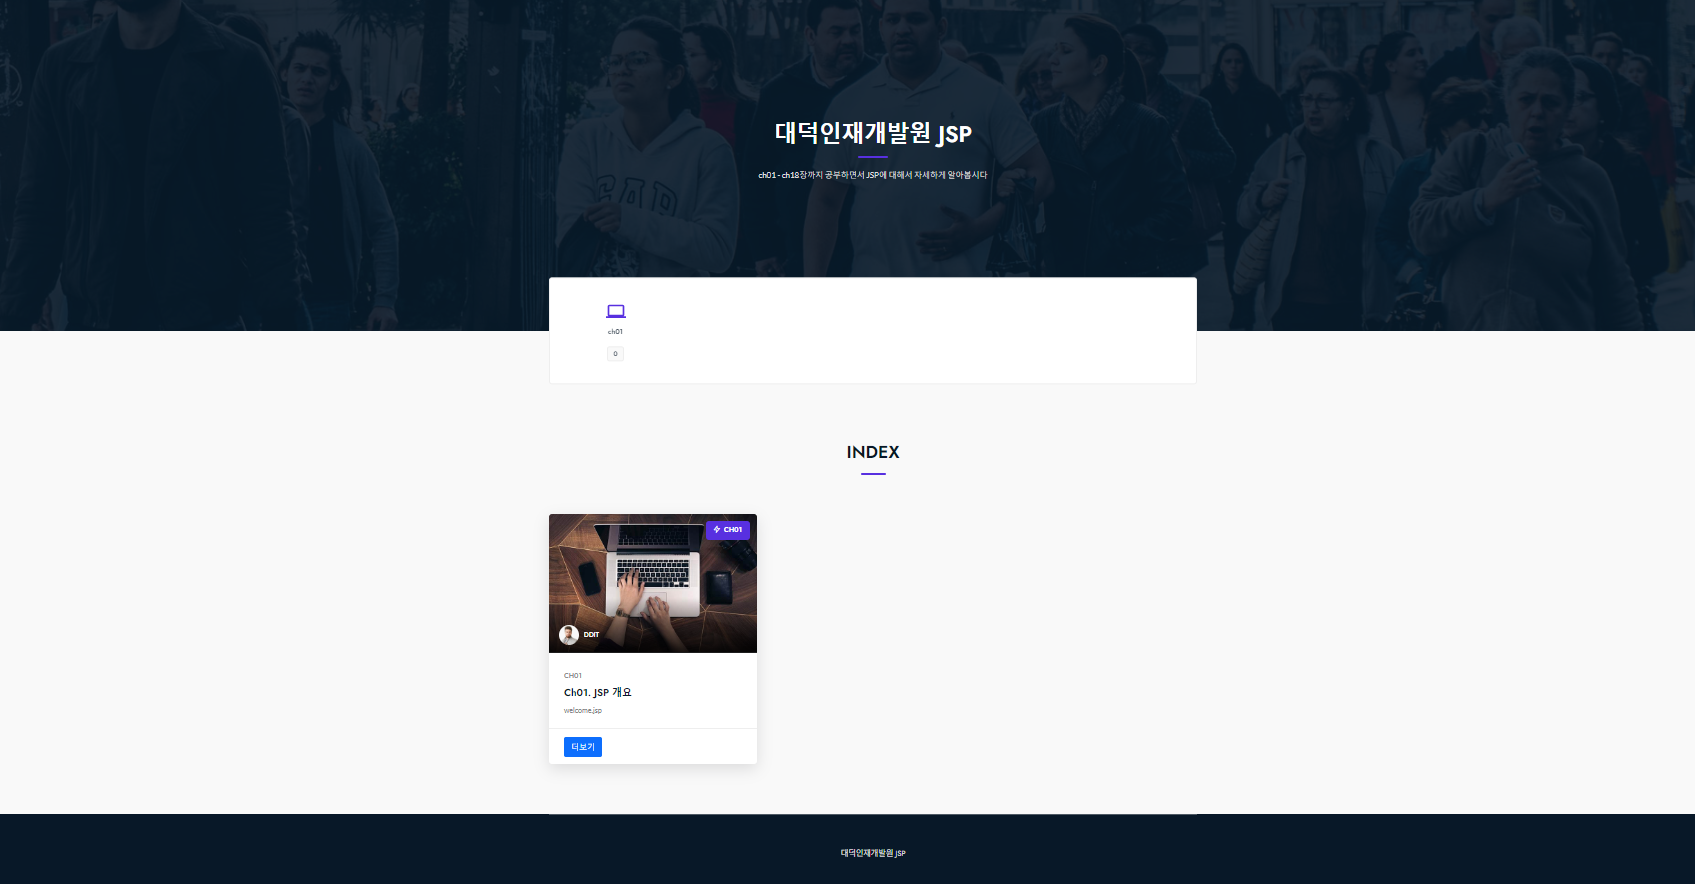 대덕인재개발원 JSP
ch01 - ch18장까지 공부하면서 JSP에 대해서 자세하게 알아봅시다
GAP
ch01
0
INDEX
CH01
DDIT
CH01
Ch01. JSP 개요
welcome.jsp
더보기
대덕인재개발원 JSP